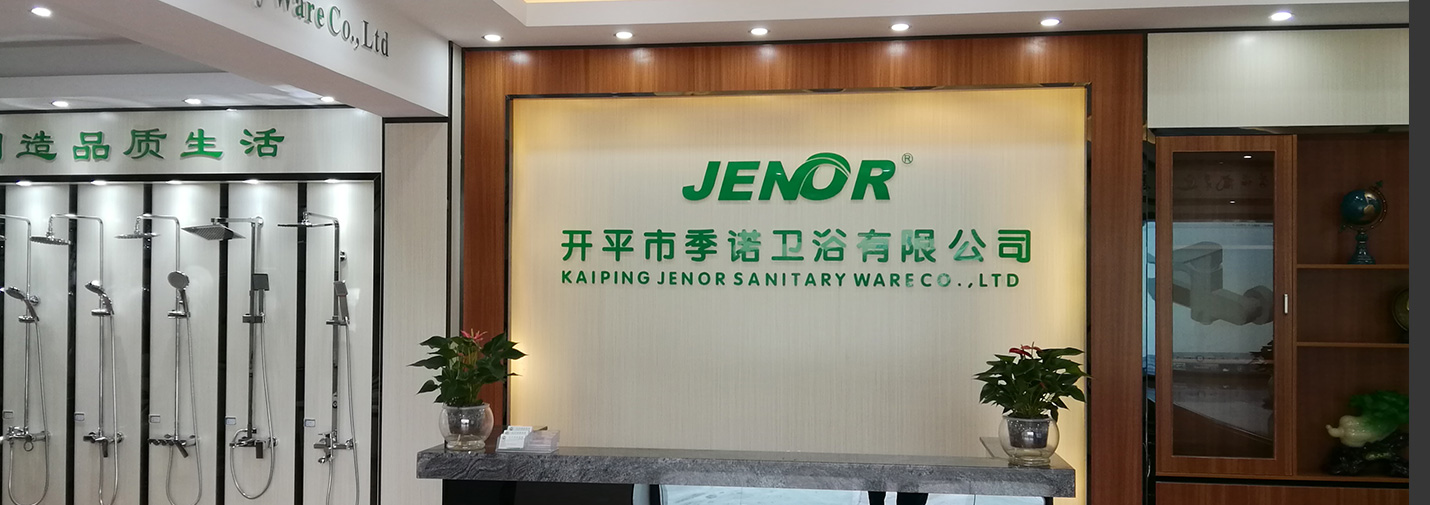 Ware Co., Ltd
造品质生活
JENOR®
开平市季诺卫浴有限公司
KAIPING JENOR SANITARY WARE CO.,LTD